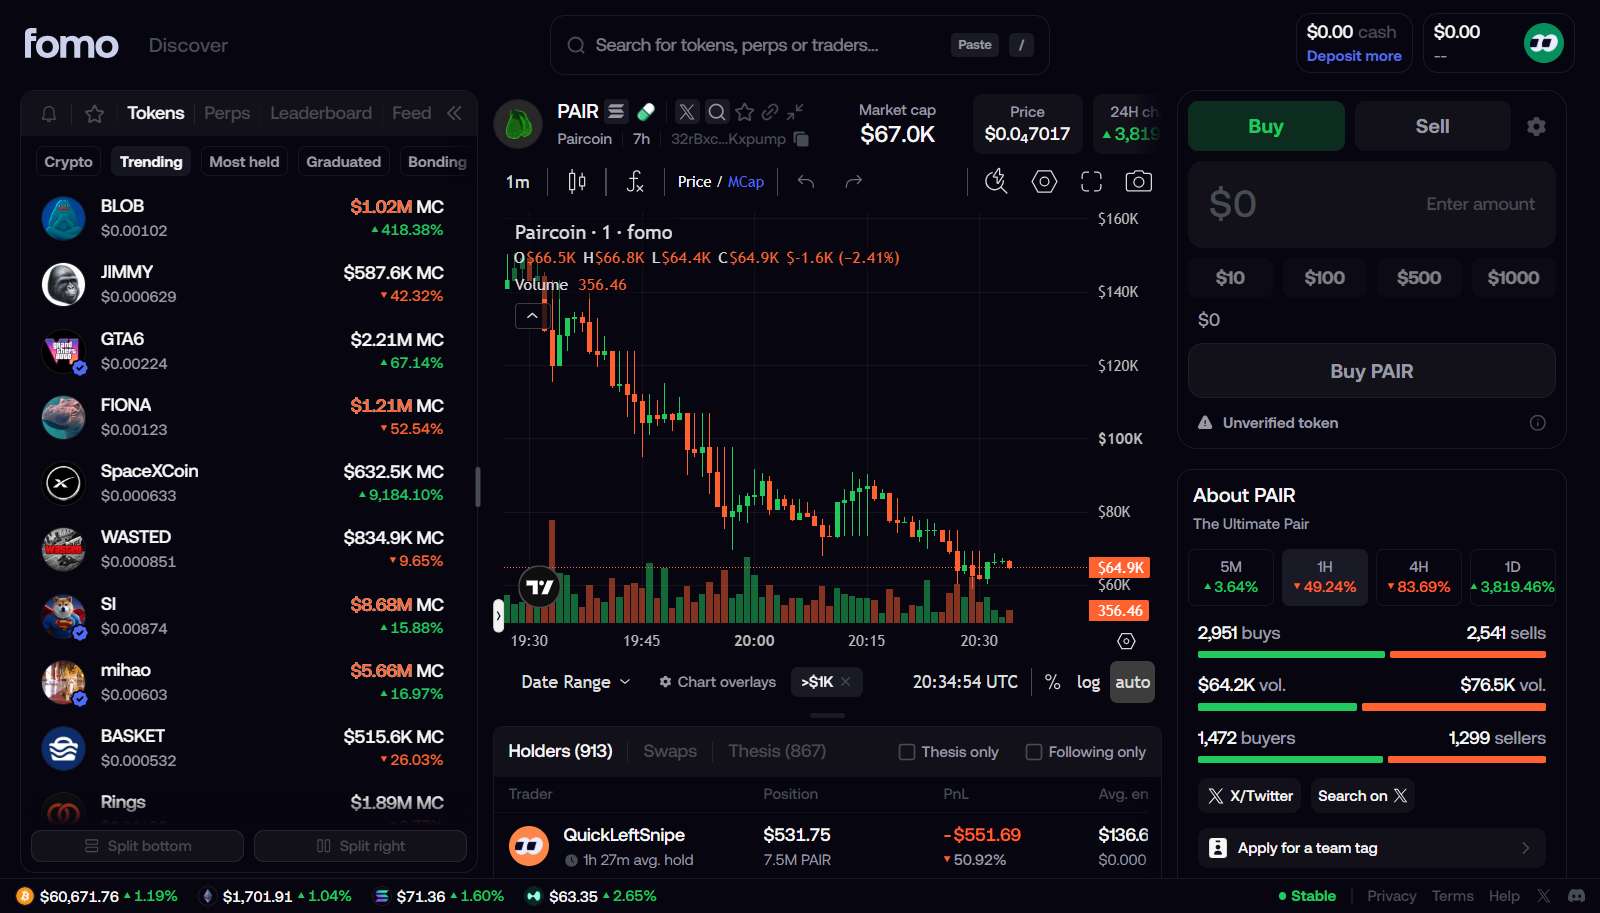 fomo
Discover
Search for tokens, perps or traders...
Paste
/
$0.00 cash
Deposit more
$0.00
--
Tokens
Perps
Leaderboard
Feed
Crypto
Trending
Most held
Graduated
Bonding
BLOB
$1.02M MC
$0.00102
418.38%
JIMMY
$587.6K MC
$0.000629
42.32%
GTA6
$2.21M MC
$0.00224
67.14%
FIONA
$1.21M MC
$0.00123
52.54%
SpaceXCoin
$632.5K MC
$0.000633
9,184.10%
WASTED
$834.9K MC
$0.000851
9.65%
SI
$8.68M MC
$0.00874
15.88%
mihao
$5.66M MC
$0.00603
16.97%
BASKET
$515.6K MC
$0.000532
26.03%
Rings
$1.89M MC
Split bottom
Split right
PAIR
Paircoin
7h
32rBxc...Kxpump
Market cap
$67.0K
Price
$0.0₄7017
24H ch
3,819
1m
Price / MCap
Paircoin · 1 · fomo
O$66.5K H$66.8K L$64.4K C$64.9K $-1.6K (−2.41%)
Volume 356.46
$160K
$140K
$120K
$100K
$80K
$64.9K
$60K
356.46
19:30
19:45
20:00
20:15
20:30
Date Range
Chart overlays
>$1K
20:34:54 UTC
%
log
auto
Holders (913)
Swaps
Thesis (867)
Thesis only
Following only
Trader
Position
PnL
Avg. en
QuickLeftSnipe
$531.75
-$551.69
$136.6
1h 27m avg. hold
7.5M PAIR
50.92%
$0.000
Buy
Sell
$0
Enter amount
$10
$100
$500
$1000
$0
Buy PAIR
Unverified token
About PAIR
The Ultimate Pair
5M
3.64%
1H
49.24%
4H
83.69%
1D
3,819.46%
2,951 buys
2,541 sells
$64.2K vol.
$76.5K vol.
1,472 buyers
1,299 sellers
X/Twitter
Search on X
Apply for a team tag
$60,671.76 1.19%
$1,701.91 1.04%
$71.36 1.60%
$63.35 2.65%
Stable
Privacy
Terms
Help